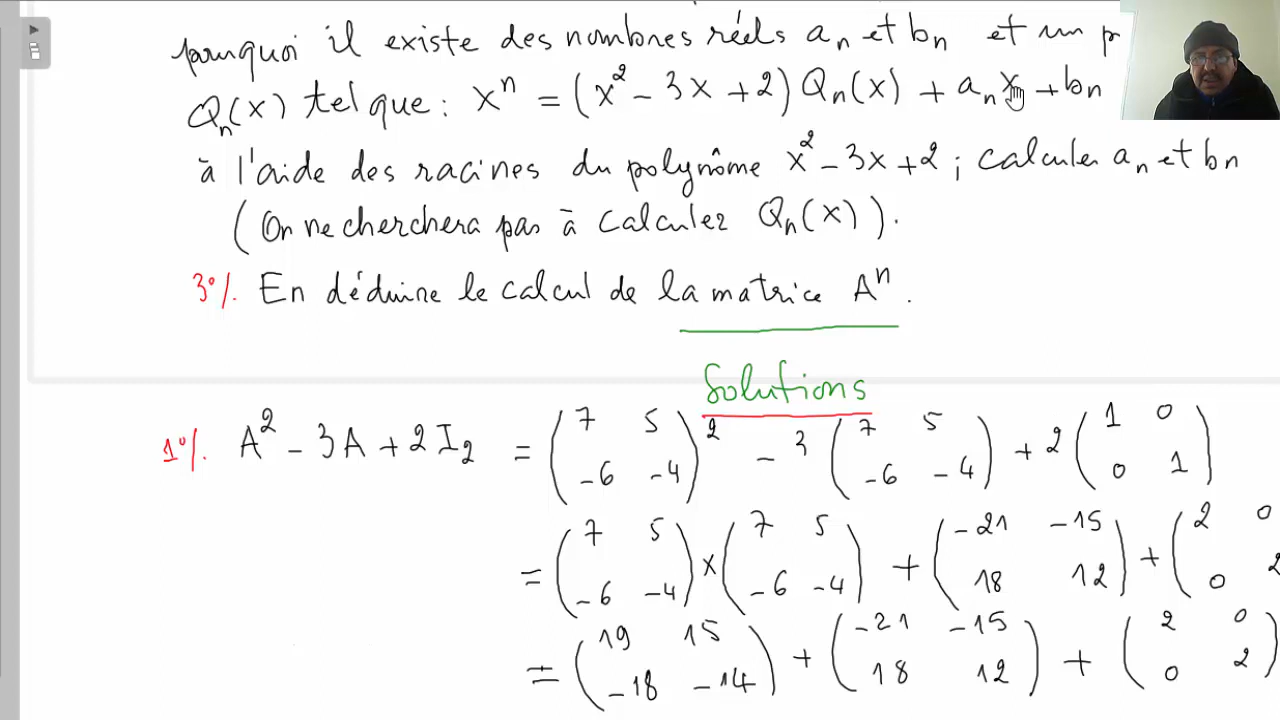 pourquoi il existe des nombres réels aₙ et bₙ et un p
Qₙ(X) tel que : Xⁿ = (X² - 3X + 2) Qₙ(X) + aₙX + bₙ
à l'aide des racines du polynôme X² - 3X + 2 ; calculer aₙ et bₙ
( On ne cherchera pas à calculer Qₙ(X) ).
3°/. En déduire le calcul de la matrice Aⁿ .
Solutions
1°/. A² - 3A + 2I₂ = (7 5 ; -6 -4)² - 3 (7 5 ; -6 -4) + 2 (1 0 ; 0 1)
= (7 5 ; -6 -4) × (7 5 ; -6 -4) + (-21 -15 ; 18 12) + (2 0 ; 0 2
= (19 15 ; -18 -14) + (-21 -15 ; 18 12) + (2 0 ; 0 2)